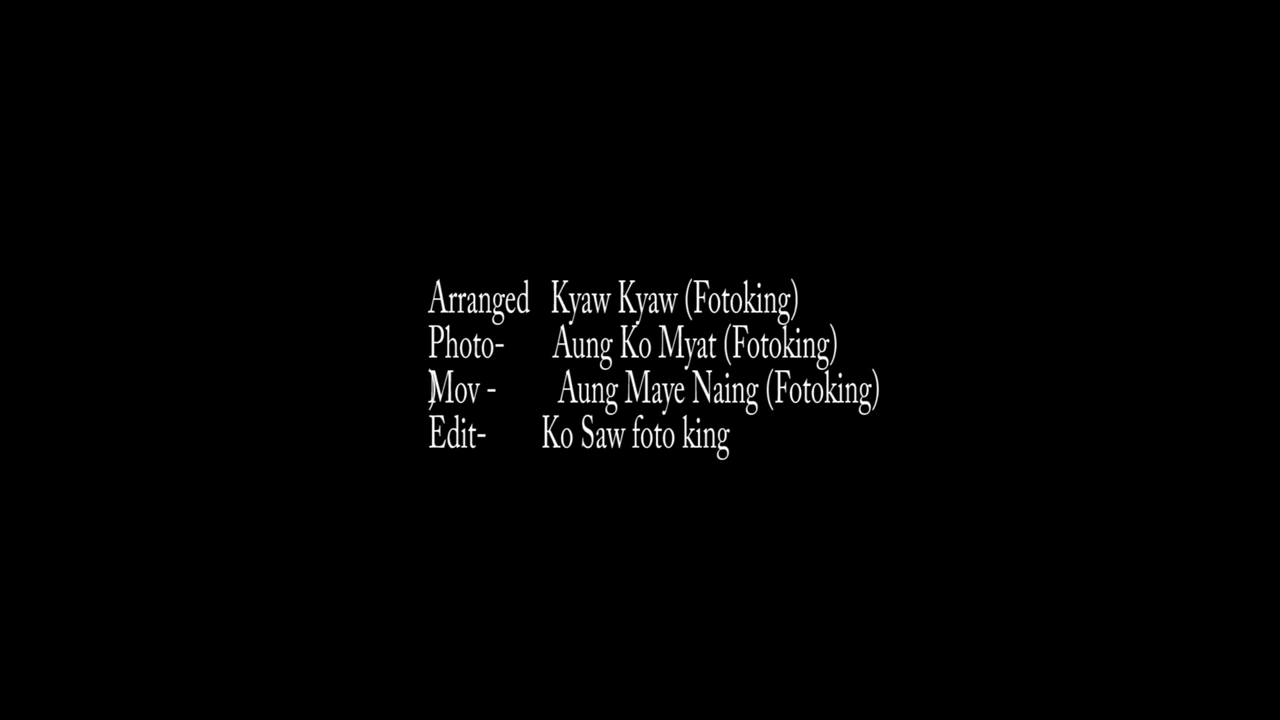 Arranged Kyaw Kyaw (Fotoking)
Photo- Aung Ko Myat (Fotoking)
)Mov - Aung Maye Naing (Fotoking)
Edit- Ko Saw foto king